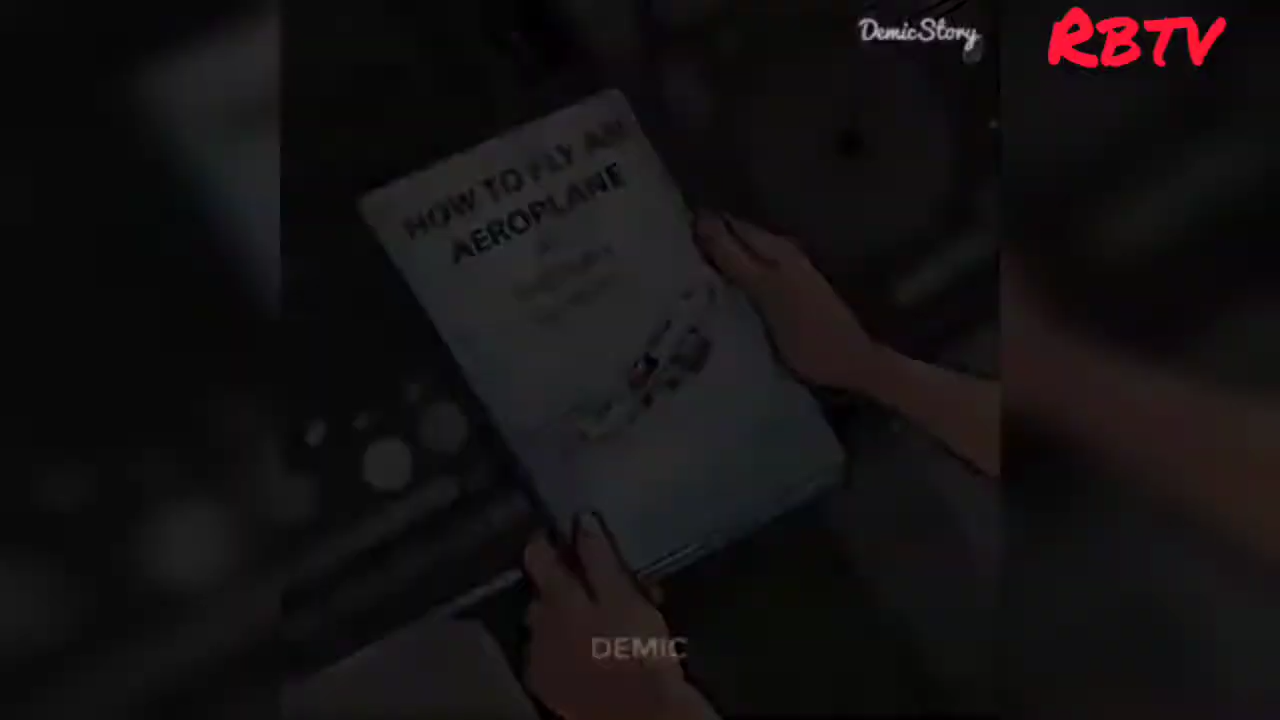 DemicStory
RBTV
HOW TO FLY AN
AEROPLANE
DEMIC